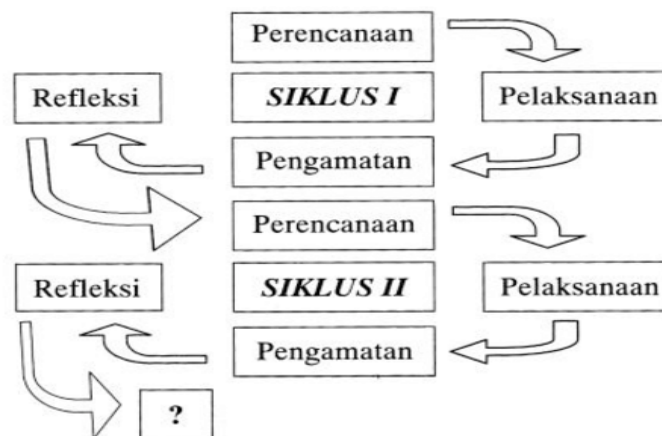 Perencanaan
Refleksi
SIKLUS I
Pelaksanaan
Pengamatan
Perencanaan
Refleksi
SIKLUS II
Pelaksanaan
Pengamatan
?